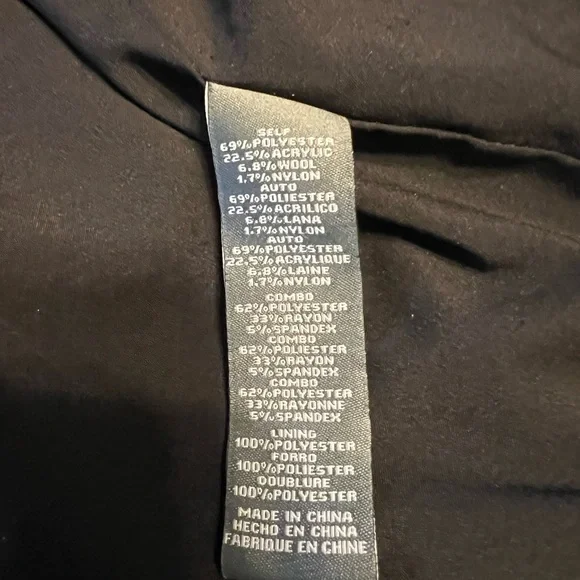 SELF
69%POLYESTER
22.5%ACRYLIC
6.8%WOOL
1.7%NYLON
AUTO
69%POLIESTER
22.5%ACRILICO
6.8%LANA
1.7%NYLON
AUTO
69%POLYESTER
22.5%ACRYLIQUE
6.8%LAINE
1.7%NYLON
COMBO
62%POLYESTER
33%RAYON
5%SPANDEX
COMBO
62%POLIESTER
33%RAYON
5%SPANDEX
COMBO
62%POLYESTER
33%RAYONNE
5%SPANDEX
LINING
100%POLYESTER
FORRO
100%POLIESTER
DOUBLURE
100%POLYESTER
MADE IN CHINA
HECHO EN CHINA
FABRIQUE EN CHINE